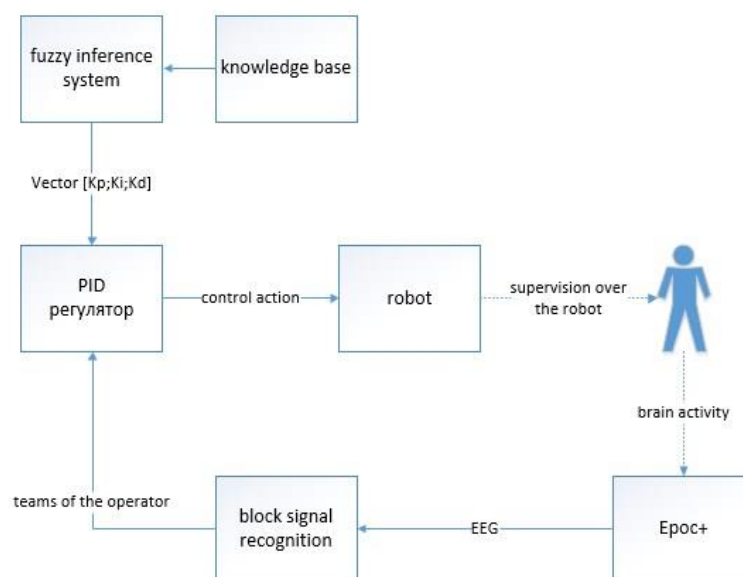 fuzzy inference
system
knowledge base
Vector [Kp;Ki;Kd]
PID
регулятор
control action
robot
supervision over
the robot
brain activity
teams of the operator
block signal
recognition
EEG
Epoc+